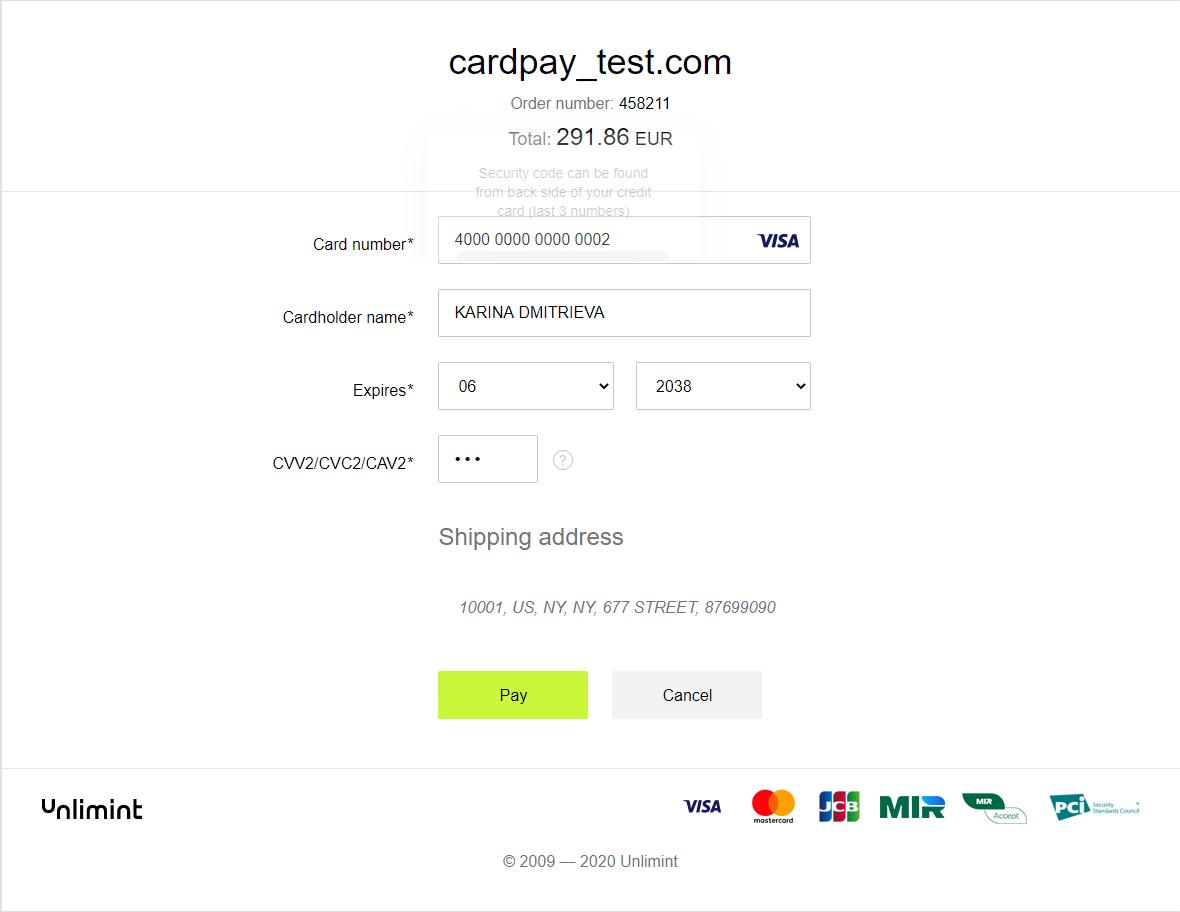 cardpay_test.com
Order number: 458211
Total: 291.86 EUR
Security code can be found
from back side of your credit
card (last 3 numbers)
Card number* 4000 0000 0000 0002 VISA
Cardholder name* KARINA DMITRIEVA
Expires* 06 2038
CVV2/CVC2/CAV2* ••• ?
Shipping address
10001, US, NY, NY, 677 STREET, 87699090
Pay Cancel
Unlimint VISA mastercard JCB MIR MIR Accept PCI Security Standards Council
© 2009 — 2020 Unlimint